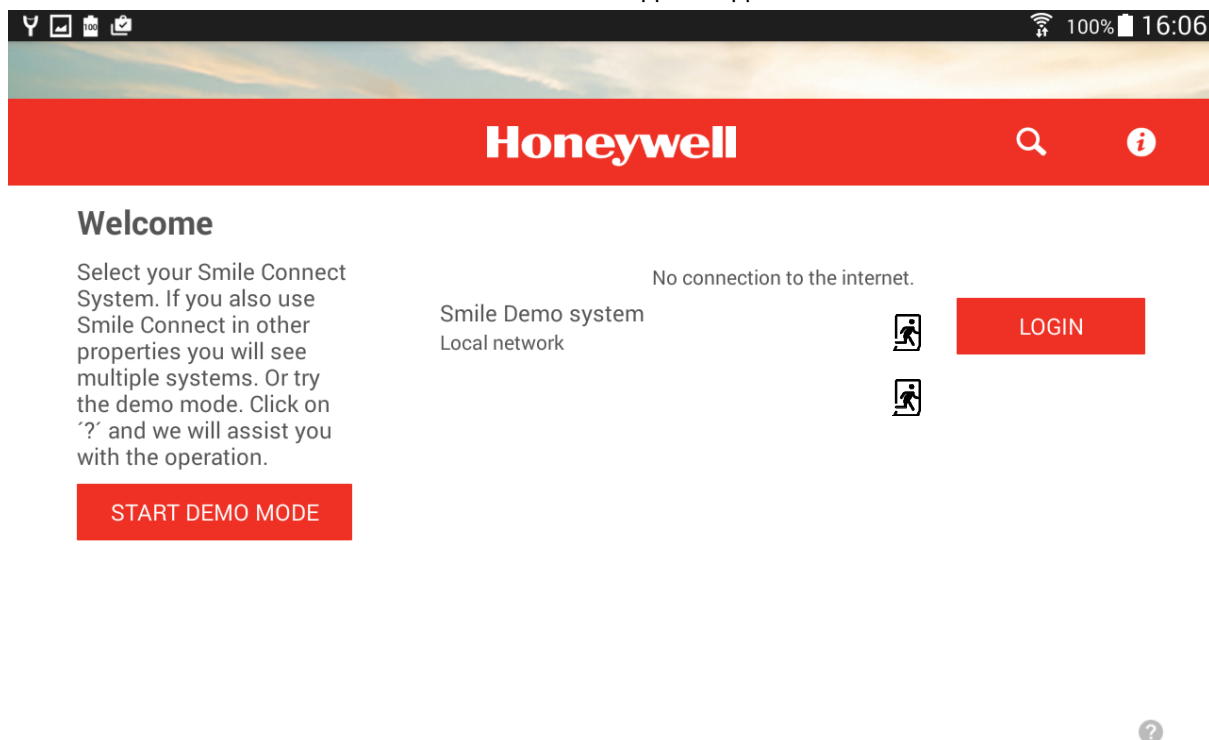 100
100% 16:06
Honeywell
Welcome
Select your Smile Connect
System. If you also use
Smile Connect in other
properties you will see
multiple systems. Or try
the demo mode. Click on
´?´ and we will assist you
with the operation.
START DEMO MODE
No connection to the internet.
Smile Demo system
Local network
LOGIN
?